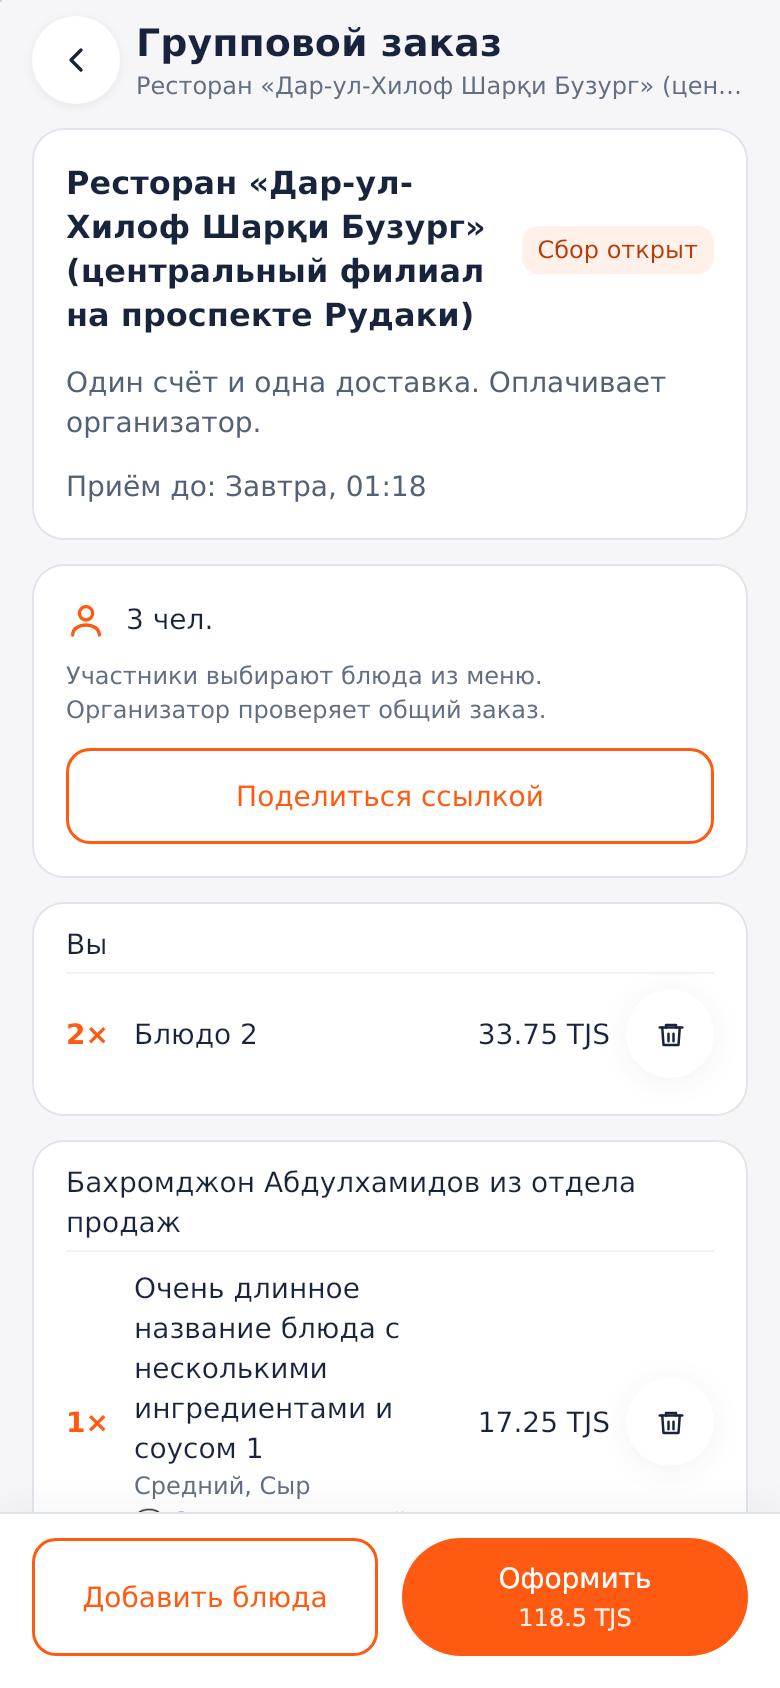 Групповой заказ
Ресторан «Дар-ул-Хилоф Шарқи Бузург» (цен...
Ресторан «Дар-ул-
Хилоф Шарқи Бузург»
(центральный филиал
на проспекте Рудаки)
Сбор открыт
Один счёт и одна доставка. Оплачивает
организатор.
Приём до: Завтра, 01:18
3 чел.
Участники выбирают блюда из меню.
Организатор проверяет общий заказ.
Поделиться ссылкой
Вы
2× Блюдо 2 33.75 TJS
Бахромджон Абдулхамидов из отдела
продаж
Очень длинное
название блюда с
несколькими
ингредиентами и
соусом 1
1× 17.25 TJS
Средний, Сыр
Добавить блюда
Оформить
118.5 TJS